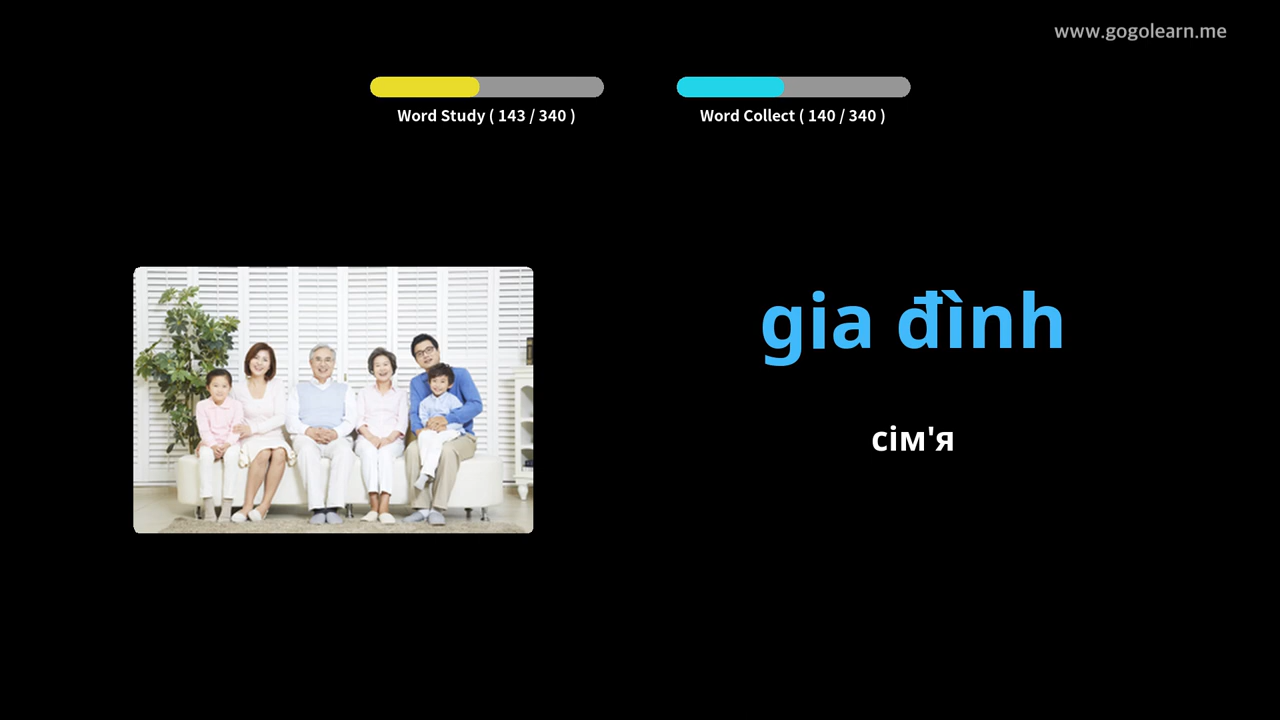 www.gogolearn.me
Word Study ( 143 / 340 )
Word Collect ( 140 / 340 )
gia đình
сім'я